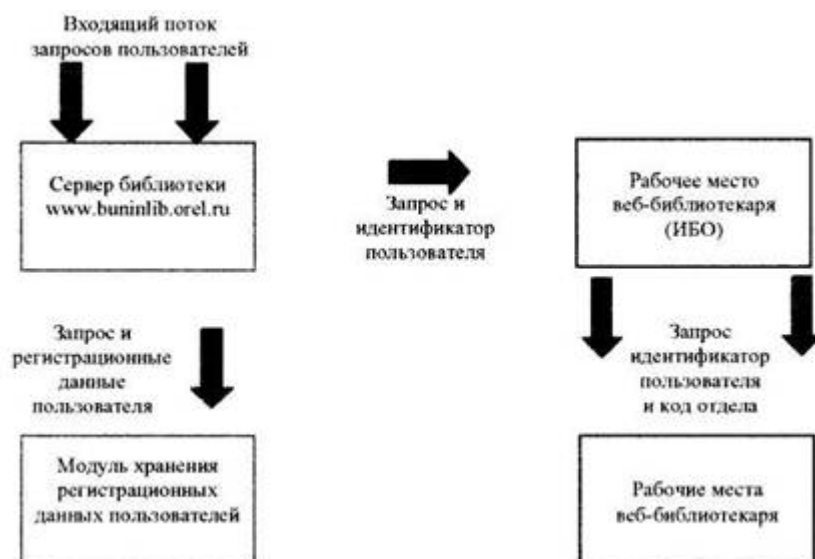 Входящий поток
запросов пользователей
Сервер библиотеки
www.buninlib.orel.ru
Запрос и
идентификатор
пользователя
Рабочее место
веб-библиотекаря
(ИБО)
Запрос и
регистрационные
данные
пользователя
Запрос
идентификатор
пользователя
и код отдела
Модуль хранения
регистрационных
данных пользователей
Рабочие места
веб-библиотекаря